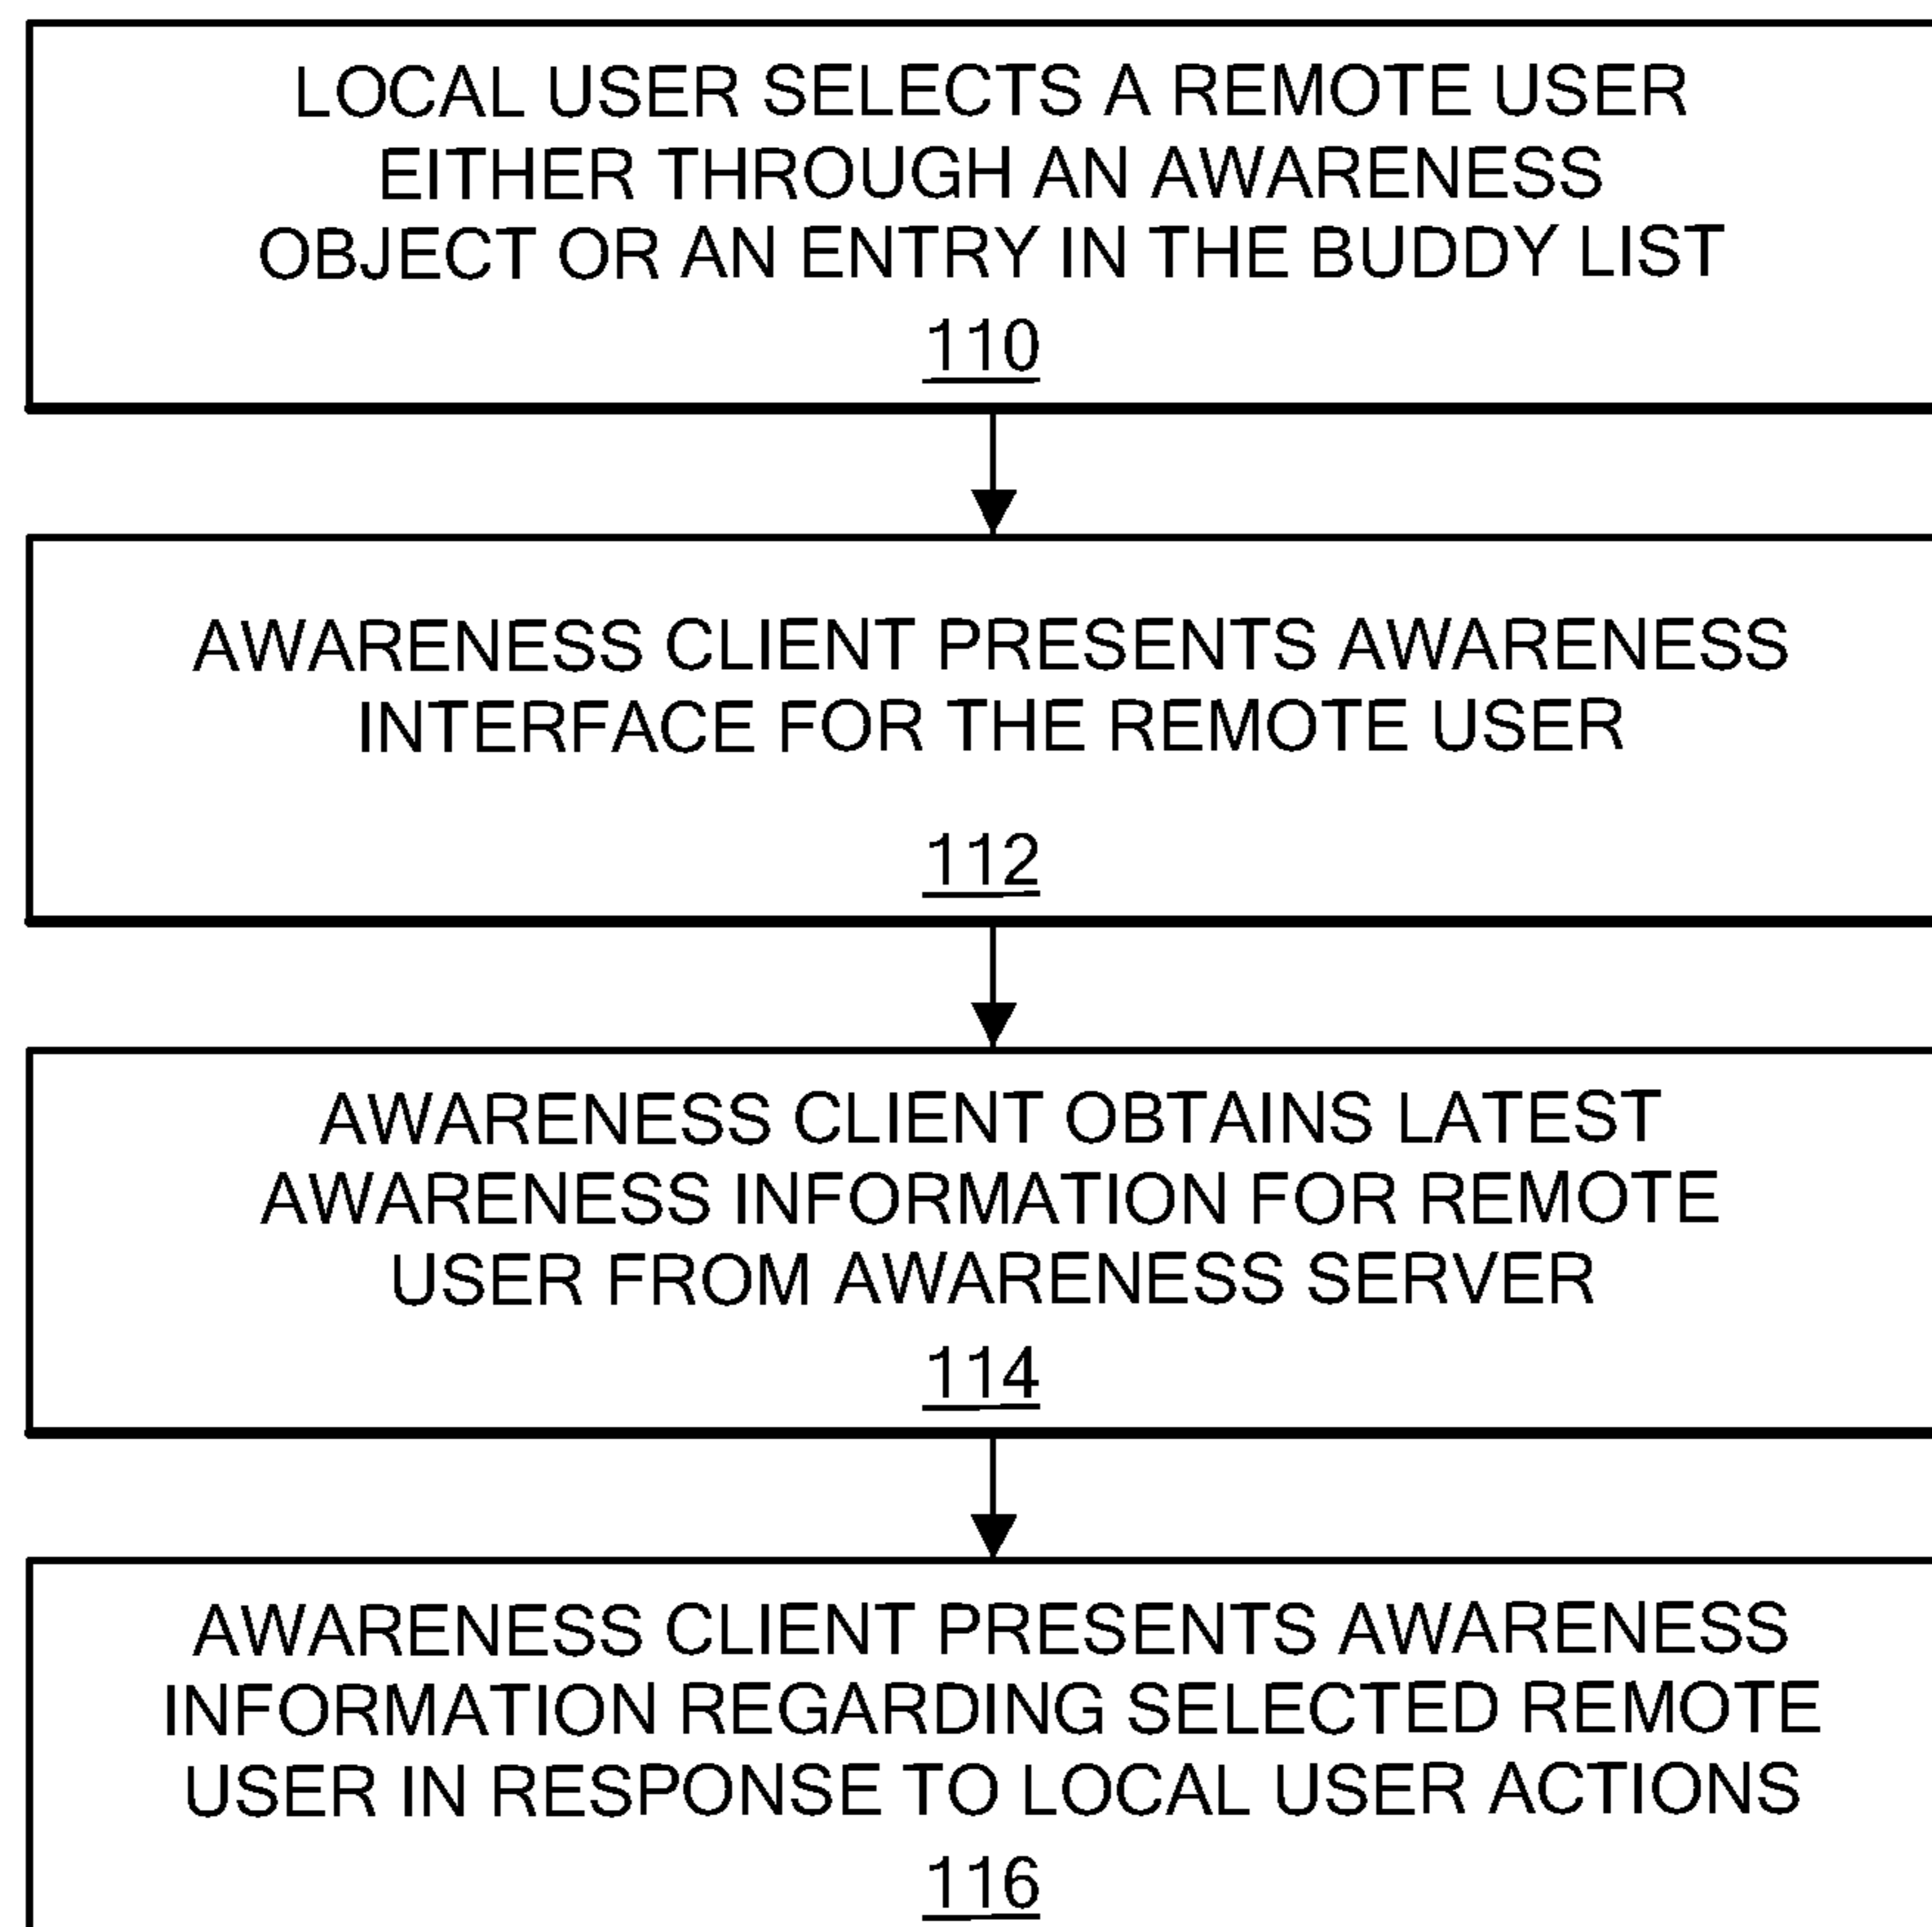 LOCAL USER SELECTS A REMOTE USER
EITHER THROUGH AN AWARENESS
OBJECT OR AN ENTRY IN THE BUDDY LIST
110
AWARENESS CLIENT PRESENTS AWARENESS
INTERFACE FOR THE REMOTE USER
112
AWARENESS CLIENT OBTAINS LATEST
AWARENESS INFORMATION FOR REMOTE
USER FROM AWARENESS SERVER
114
AWARENESS CLIENT PRESENTS AWARENESS
INFORMATION REGARDING SELECTED REMOTE
USER IN RESPONSE TO LOCAL USER ACTIONS
116